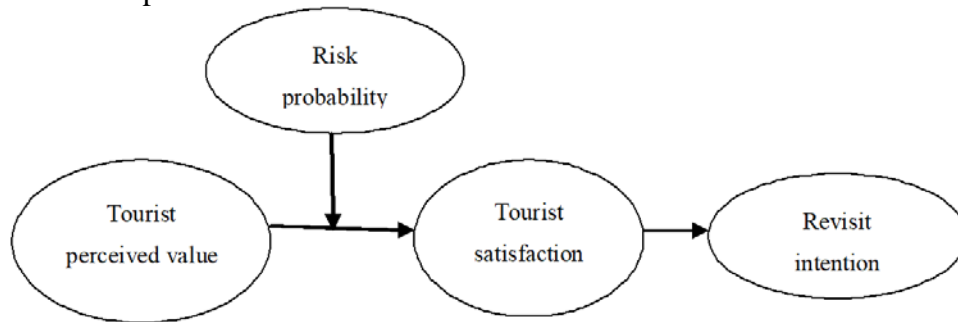 Risk
probability
Tourist
perceived value
Tourist
satisfaction
Revisit
intention